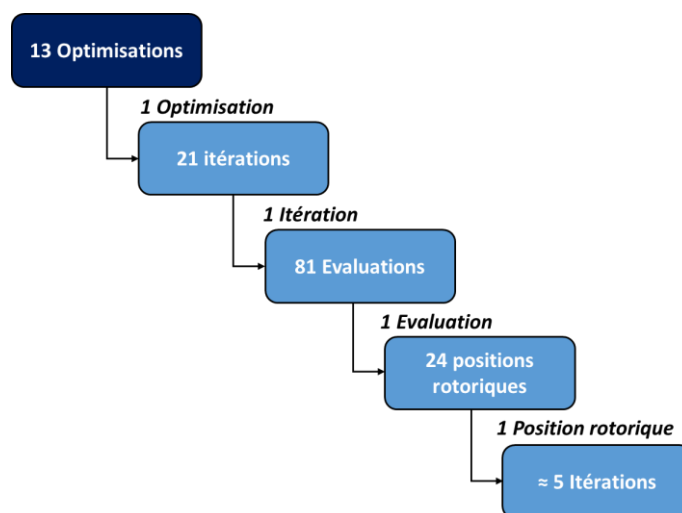 13 Optimisations
1 Optimisation
21 itérations
1 Itération
81 Evaluations
1 Evaluation
24 positions
rotoriques
1 Position rotorique
≈ 5 Itérations